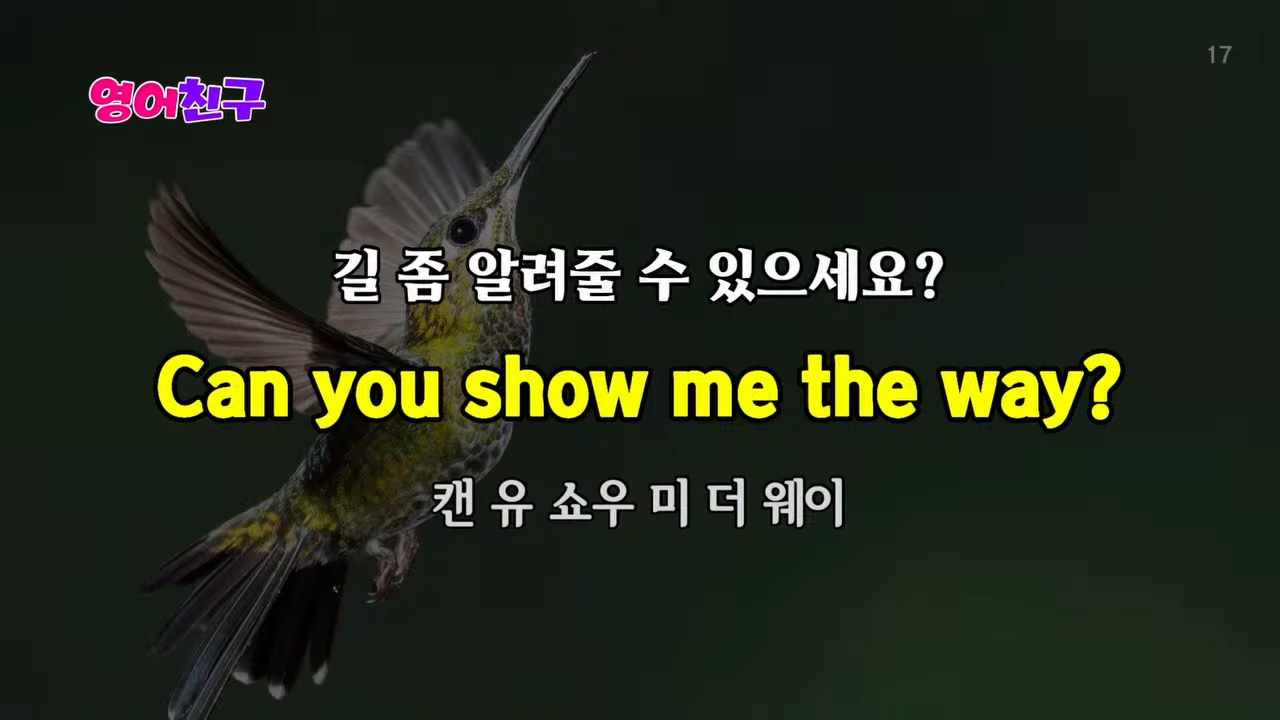 17
영어친구
길 좀 알려줄 수 있으세요?
Can you show me the way?
캔 유 쇼우 미 더 웨이